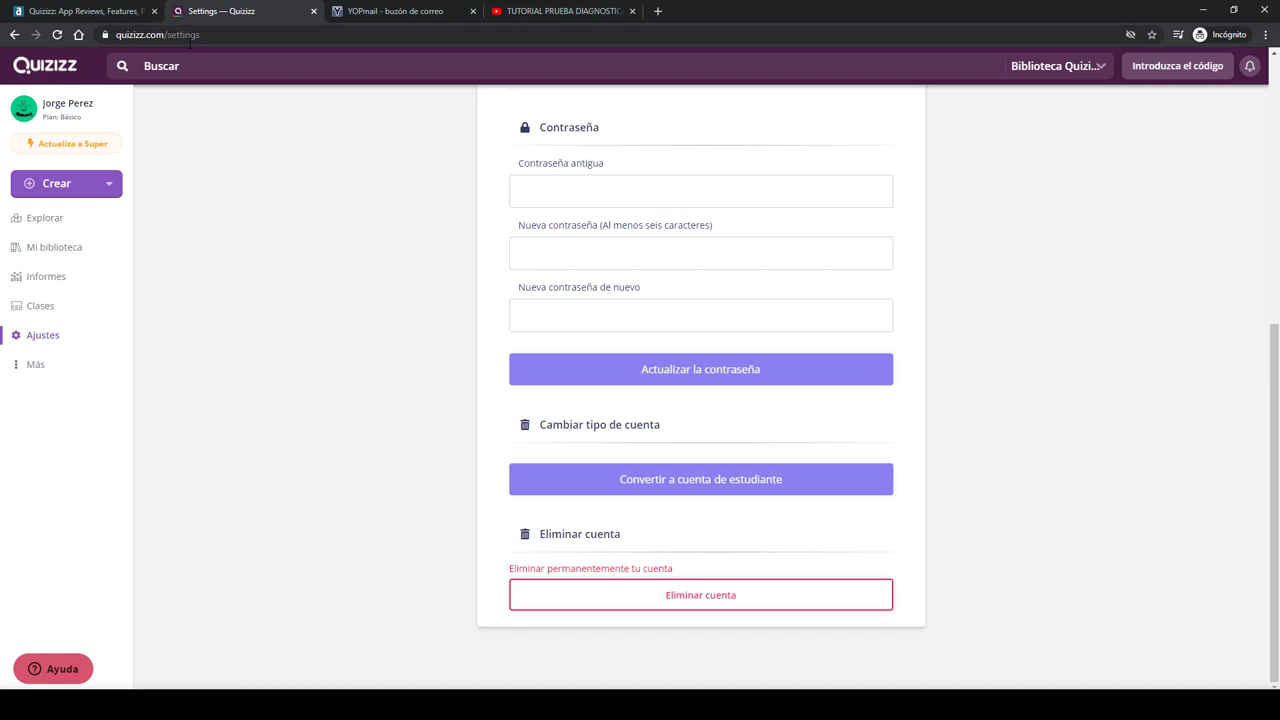 Quizizz: App Reviews, Features, P
Settings — Quizizz
YOPmail - buzón de correo
TUTORIAL PRUEBA DIAGNOSTIC
quizizz.com/settings
Incógnito
QUIZIZZ
Buscar
Biblioteca Quizi...
Introduzca el código
Jorge Perez
Plan: Básico
Actualiza a Super
Crear
Explorar
Mi biblioteca
Informes
Clases
Ajustes
Más
Ayuda
Contraseña
Contraseña antigua
Nueva contraseña (Al menos seis caracteres)
Nueva contraseña de nuevo
Actualizar la contraseña
Cambiar tipo de cuenta
Convertir a cuenta de estudiante
Eliminar cuenta
Eliminar permanentemente tu cuenta
Eliminar cuenta